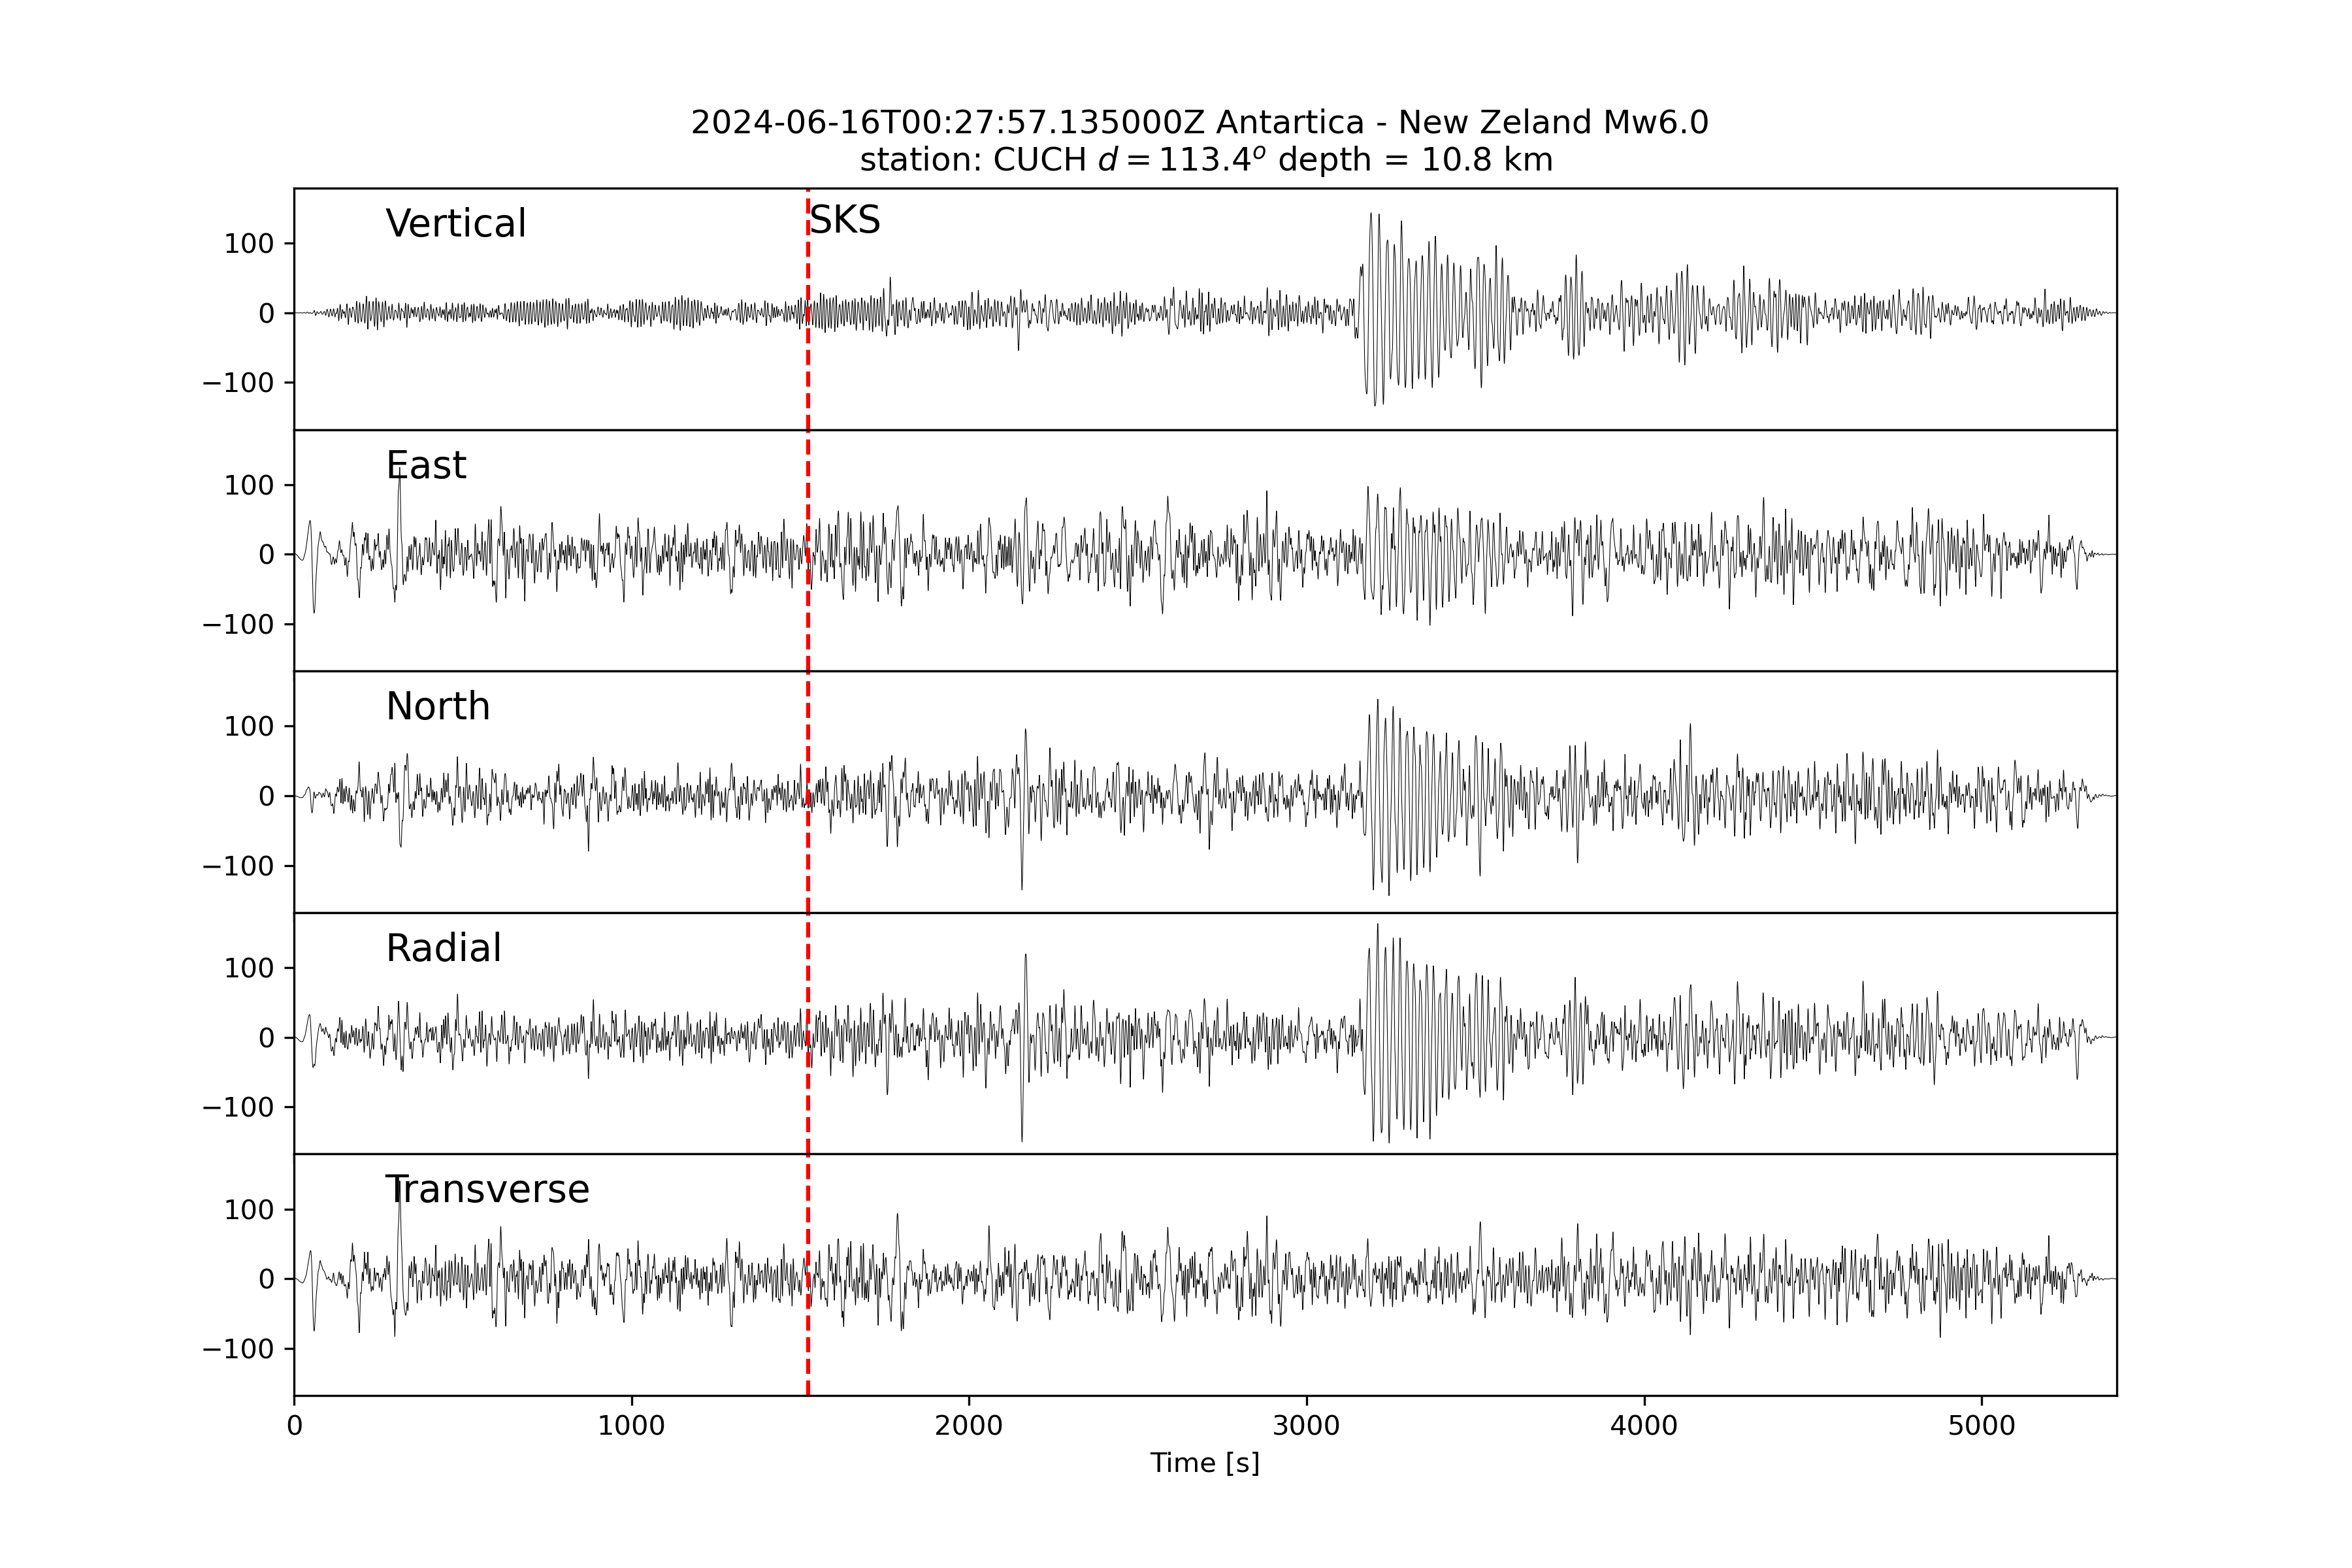 2024-06-16T00:27:57.135000Z Antartica - New Zeland Mw6.0
station: CUCH d = 113.4° depth = 10.8 km
Vertical
SKS
100
0
−100
East
100
0
−100
North
100
0
−100
Radial
100
0
−100
Transverse
100
0
−100
0 1000 2000 3000 4000 5000
Time [s]